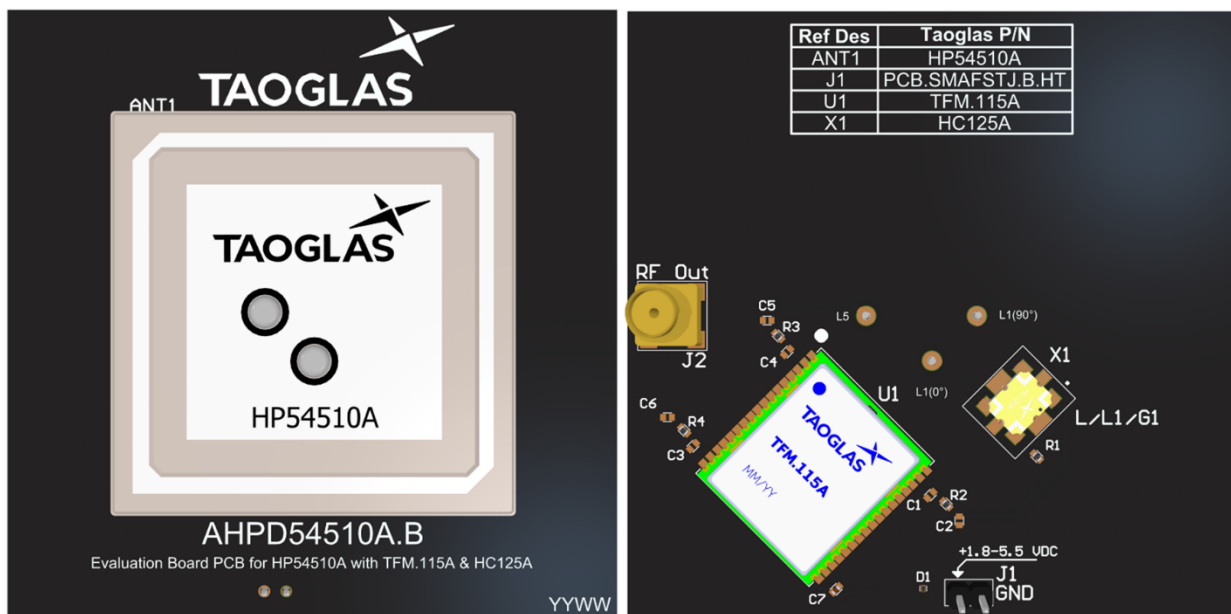 TAOGLAS
ANT1
TAOGLAS
HP54510A
AHPD54510A.B
Evaluation Board PCB for HP54510A with TFM.115A & HC125A
YYWW
Ref Des Taoglas P/N
ANT1 HP54510A
J1 PCB.SMAFSTJ.B.HT
U1 TFM.115A
X1 HC125A
RF Out
J2
C5
R3
C4
L5
L1(90°)
L1(0°)
X1
U1
L/L1/G1
R1
C6
R4
C3
TAOGLAS
TFM.115A
MM/YY
C1
R2
C2
+1.8-5.5 VDC
D1
J1
GND
C7